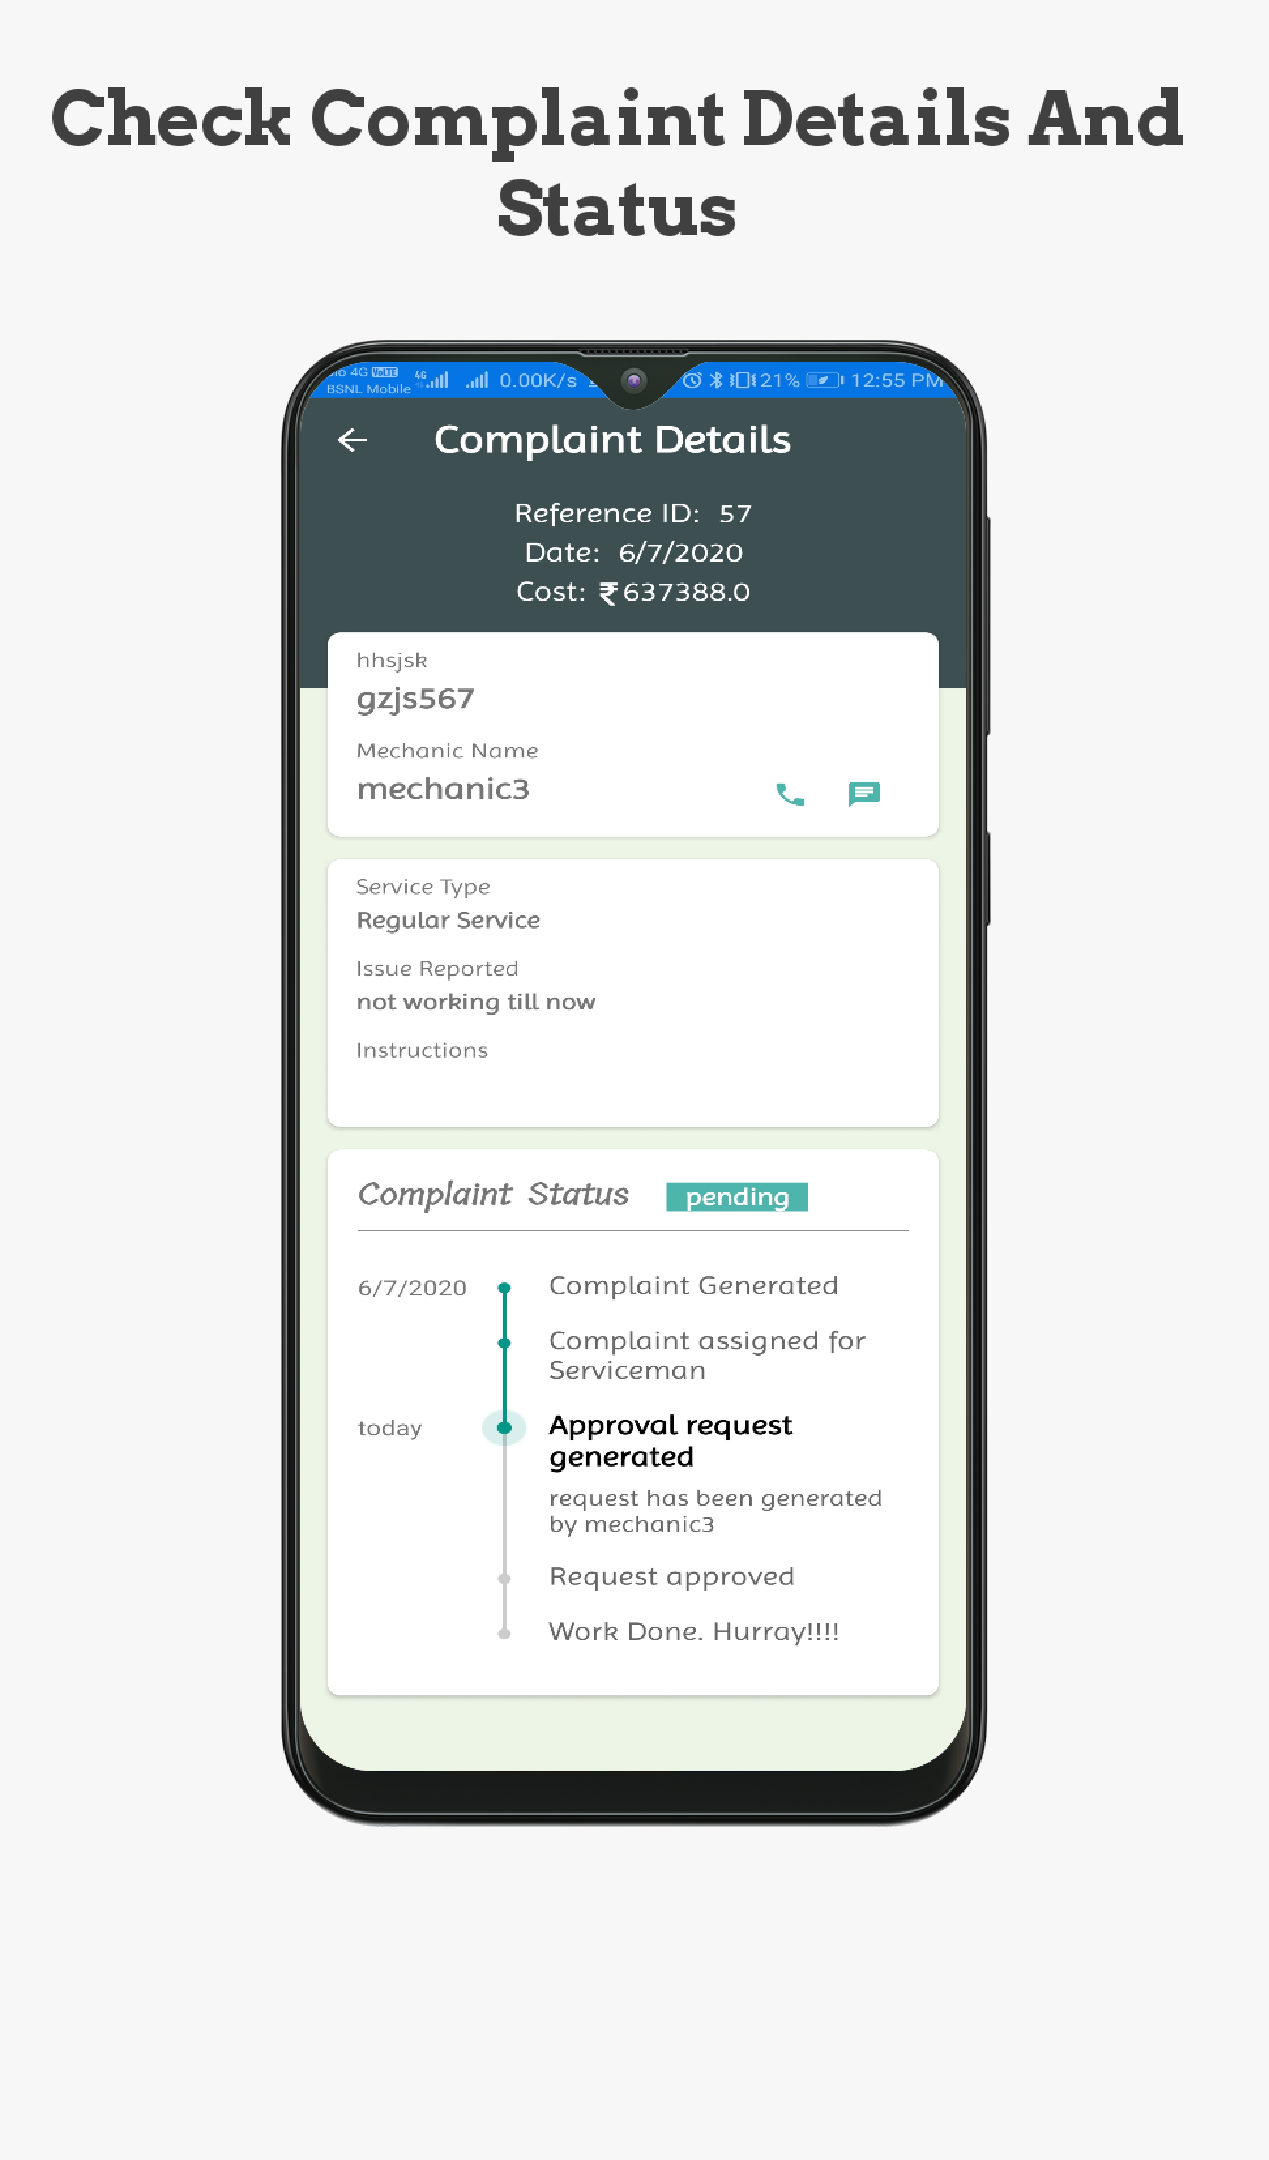 Check Complaint Details And
Status
4G VoLTE 4G 0.00K/s 21% 12:55 PM
BSNL Mobile
Complaint Details
Reference ID: 57
Date: 6/7/2020
Cost: ₹637388.0
hhsjsk
gzjs567
Mechanic Name
mechanic3
Service Type
Regular Service
Issue Reported
not working till now
Instructions
Complaint Status pending
6/7/2020 Complaint Generated
Complaint assigned for
Serviceman
today Approval request
generated
request has been generated
by mechanic3
Request approved
Work Done. Hurray!!!!